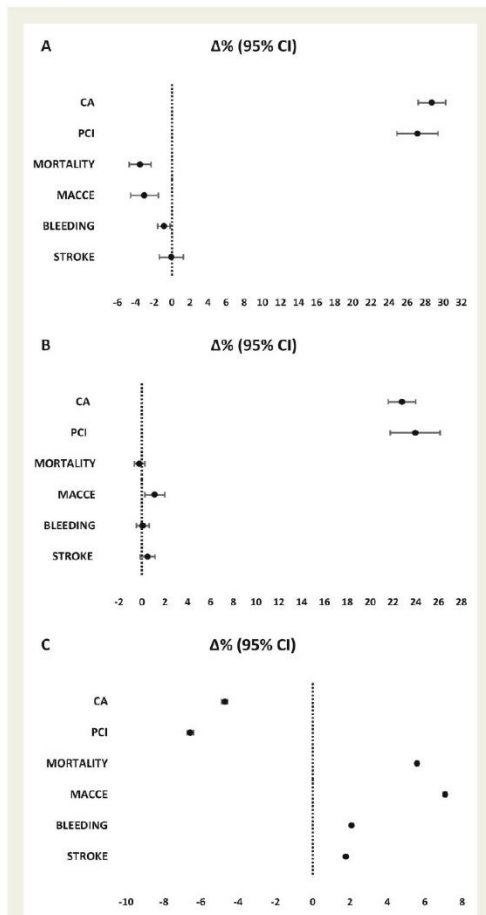 A
Δ% (95% CI)
CA
PCI
MORTALITY
MACCE
BLEEDING
STROKE
-6 -4 -2 0 2 4 6 8 10 12 14 16 18 20 22 24 26 28 30 32
B
Δ% (95% CI)
CA
PCI
MORTALITY
MACCE
BLEEDING
STROKE
-2 0 2 4 6 8 10 12 14 16 18 20 22 24 26 28
C
Δ% (95% CI)
CA
PCI
MORTALITY
MACCE
BLEEDING
STROKE
-10 -8 -6 -4 -2 0 2 4 6 8